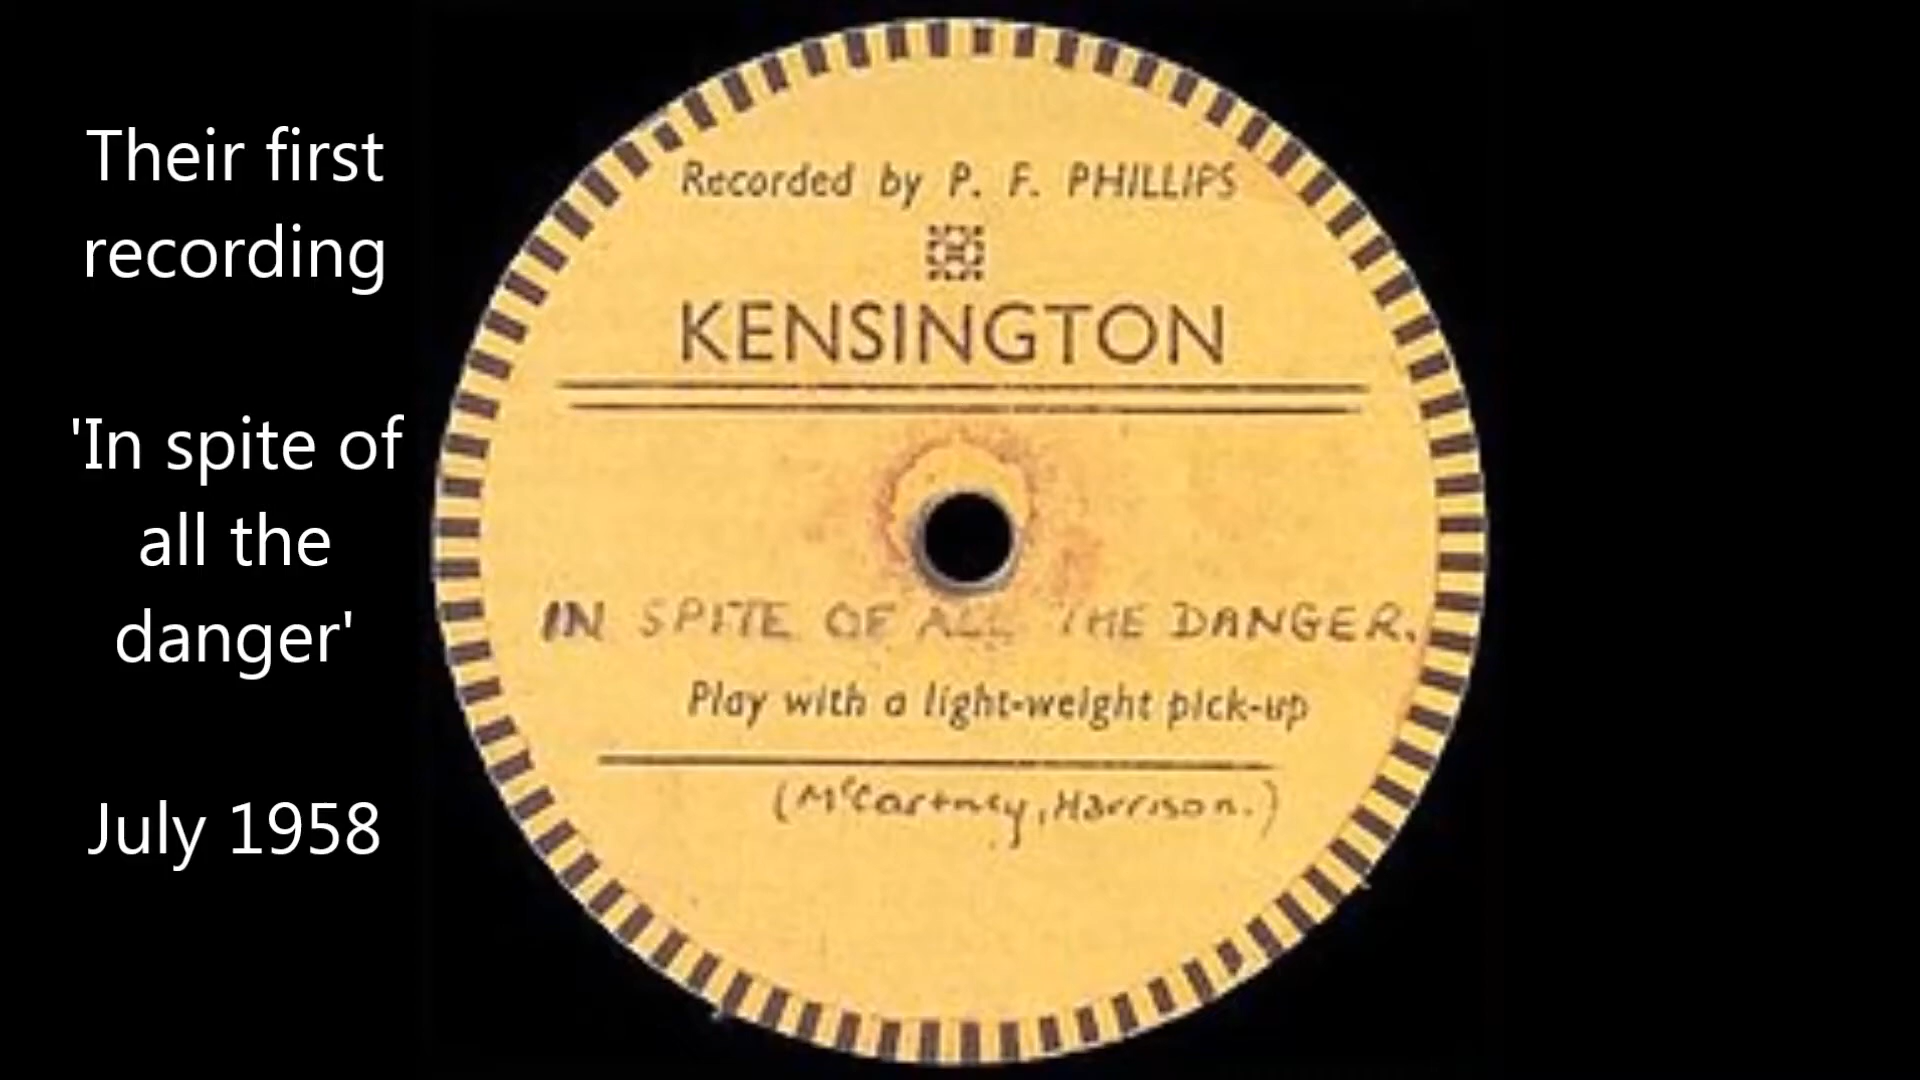 Their first
recording
'In spite of
all the
danger'
July 1958
Recorded by P. F. PHILLIPS
KENSINGTON
IN SPITE OF ALL THE DANGER.
Play with a light-weight pick-up
(McCartney, Harrison.)